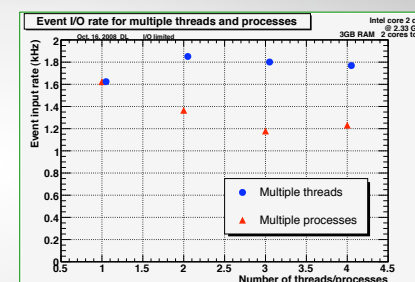 Event I/O rate for multiple threads and processes
Intel core 2
@ 2.33
3GB RAM 2 cores
Oct. 16, 2008 DL I/O limited
Event input rate (kHz)
2
1.8
1.6
1.4
1.2
1
0.8
0.6
0.4
0.2
0
Multiple threads
Multiple processes
0.5 1 1.5 2 2.5 3 3.5 4 4.5
Number of threads/processes